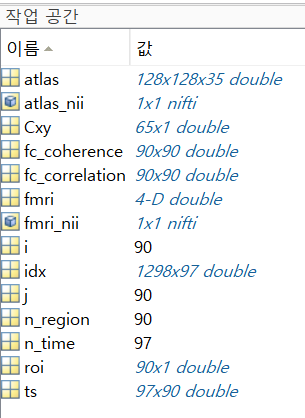 작업 공간
이름 값
atlas 128x128x35 double
atlas_nii 1x1 nifti
Cxy 65x1 double
fc_coherence 90x90 double
fc_correlation 90x90 double
fmri 4-D double
fmri_nii 1x1 nifti
i 90
idx 1298x97 double
j 90
n_region 90
n_time 97
roi 90x1 double
ts 97x90 double